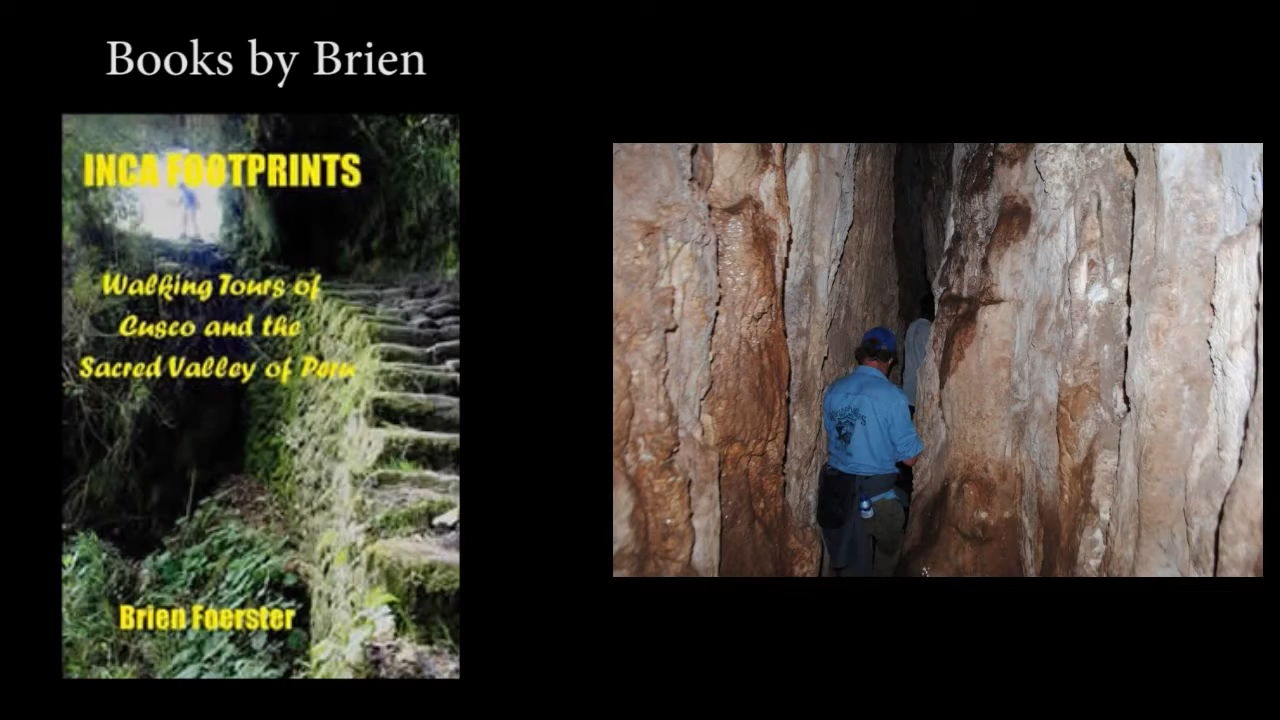 Books by Brien
INCA FOOTPRINTS
Walking Tours of
Cusco and the
Sacred Valley of Peru
Brien Foerster